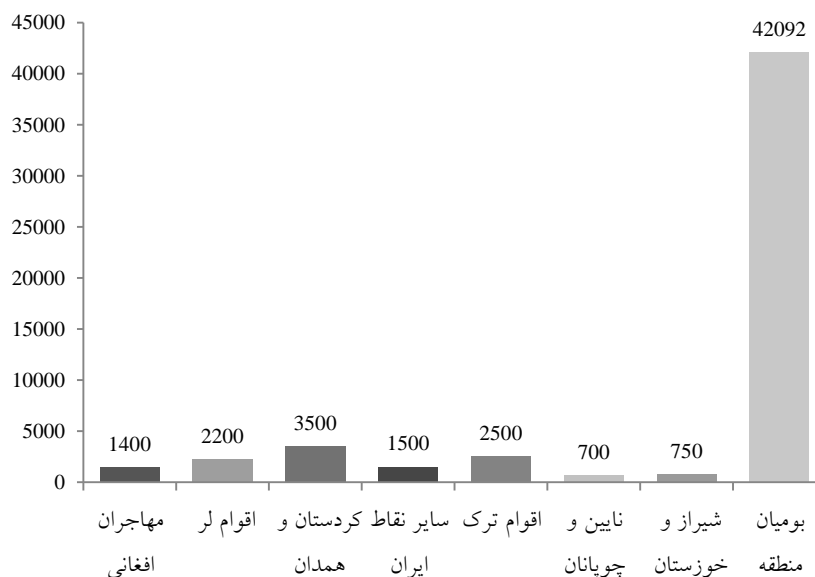 45000
40000
35000
30000
25000
20000
15000
10000
5000
0
1400
2200
3500
1500
2500
700
750
42092
مهاجران
افغانی
اقوام لر
کردستان و
همدان
سایر نقاط
ایران
اقوام ترک
نایین و
چوپانان
شیراز و
خوزستان
بومیان
منطقه